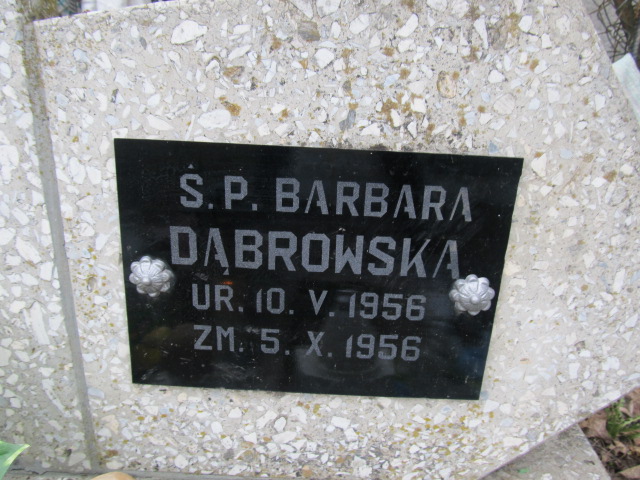 Ś.P. BARBARA
DĄBROWSKA
UR. 10. V. 1956
ZM. 5. X. 1956